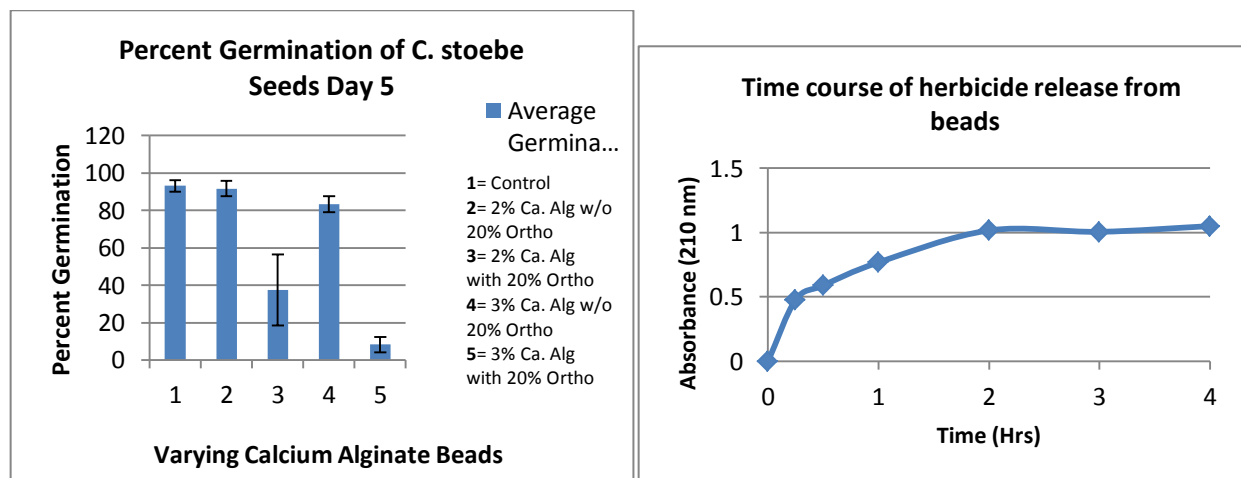 Percent Germination of C. stoebe
Seeds Day 5
Percent Germination
120
100
80
60
40
20
0
1 2 3 4 5
Varying Calcium Alginate Beads
Average
Germina...
1= Control
2= 2% Ca. Alg w/o
20% Ortho
3= 2% Ca. Alg
with 20% Ortho
4= 3% Ca. Alg w/o
20% Ortho
5= 3% Ca. Alg
with 20% Ortho
Time course of herbicide release from
beads
Absorbance (210 nm)
1.5
1
0.5
0
0 1 2 3 4
Time (Hrs)